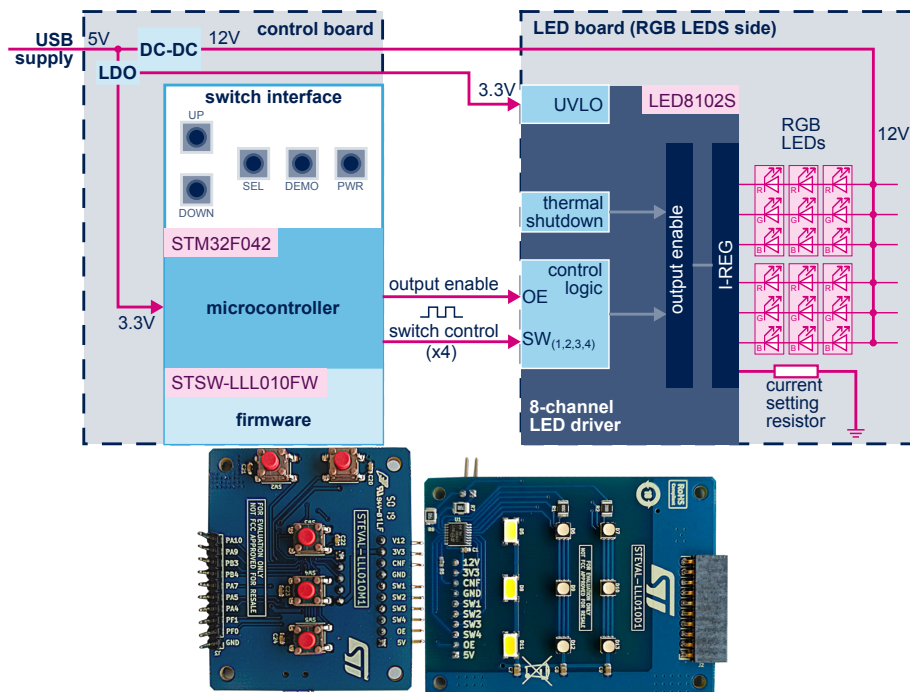 USB supply
5V
DC-DC
12V
control board
LDO
switch interface
UP
DOWN
SEL
DEMO
PWR
STM32F042
microcontroller
3.3V
STSW-LLL010FW
firmware
output enable
switch control
(x4)
LED board (RGB LEDS side)
3.3V
UVLO
LED8102S
thermal
shutdown
control
logic
OE
SW(1,2,3,4)
output enable
I-REG
8-channel
LED driver
RGB
LEDs
12V
R
R
R
G
G
G
B
B
B
R
R
R
G
G
G
B
B
B
current
setting
resistor
FOR EVALUATION ONLY
NOT FCC APPROVED FOR RESALE
STEVAL-LLL010M1
PA10
PA9
PB3
PB4
PA7
PA5
PA4
PF1
PF0
GND
V12
3V3
CNF
GND
SW1
SW2
SW3
SW4
OE
5V
ST
12V
3V3
CNF
GND
SW1
SW2
SW3
SW4
OE
5V
NOT FCC APPROVED FOR RESALE
STEVAL-LLL010D1
RoHS
ST